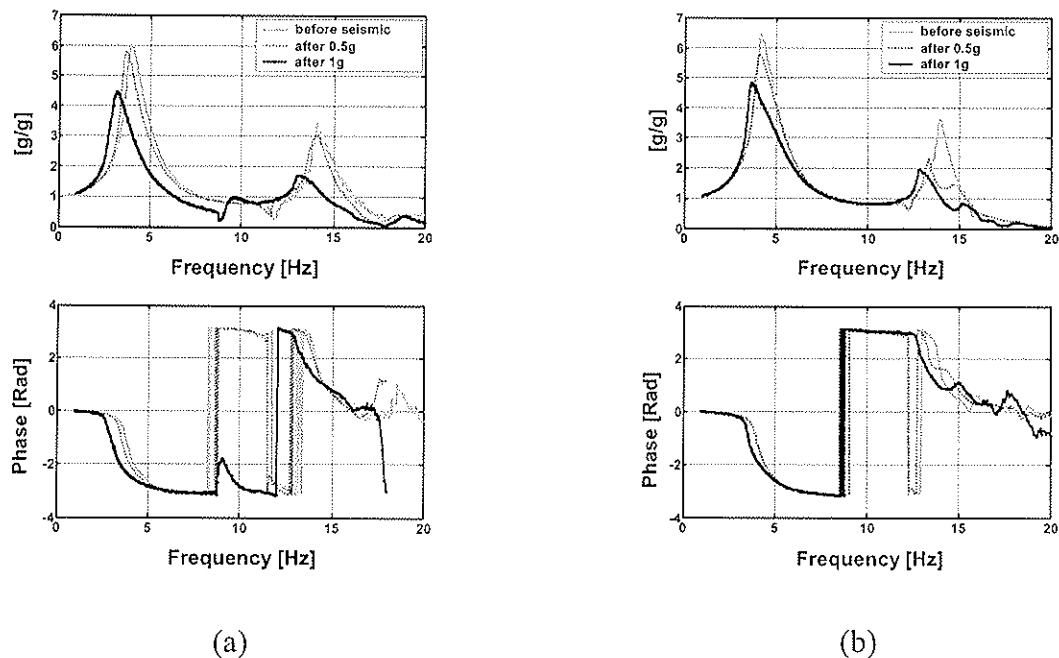 before seismic
after 0.5g
after 1g
7
6
5
4
3
2
1
0
[g/g]
0 5 10 15 20
Frequency [Hz]
4
2
0
-2
-4
Phase [Rad]
0 5 10 15 20
Frequency [Hz]
(a)
before seismic
after 0.5g
after 1g
7
6
5
4
3
2
1
0
[g/g]
0 5 10 15 20
Frequency [Hz]
4
2
0
-2
-4
Phase [Rad]
0 5 10 15 20
Frequency [Hz]
(b)